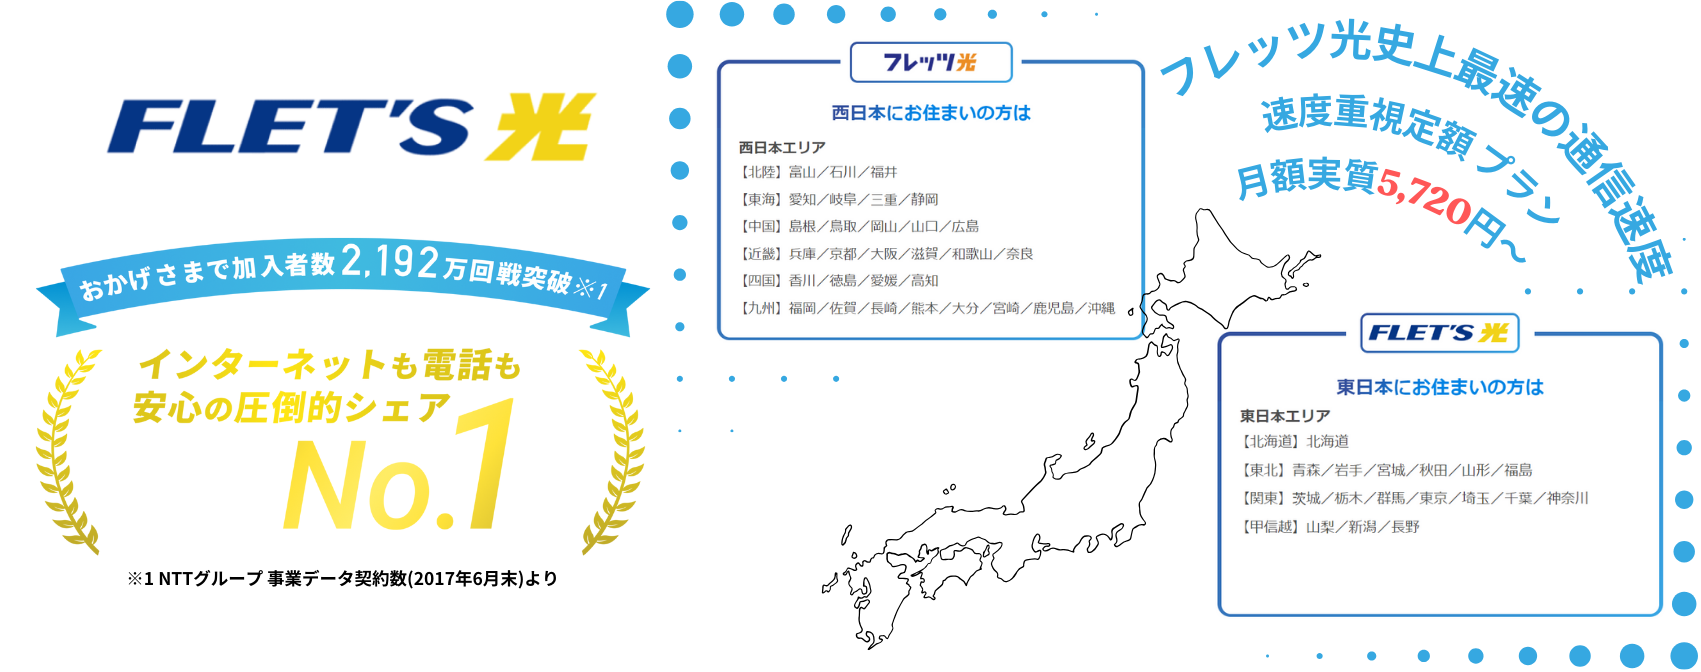 FLET'S光
おかげさまで加入者数2,192万回戦突破※1
インターネットも電話も
安心の圧倒的シェア
No.1
※1 NTTグループ 事業データ契約数(2017年6月末)より
フレッツ光
西日本にお住まいの方は
西日本エリア
【北陸】富山／石川／福井
【東海】愛知／岐阜／三重／静岡
【中国】島根／鳥取／岡山／山口／広島
【近畿】兵庫／京都／大阪／滋賀／和歌山／奈良
【四国】香川／徳島／愛媛／高知
【九州】福岡／佐賀／長崎／熊本／大分／宮崎／鹿児島／沖縄
フレッツ光史上最速の通信速度
速度重視定額 プラン
月額実質5,720円～
FLET'S光
東日本にお住まいの方は
東日本エリア
【北海道】北海道
【東北】青森／岩手／宮城／秋田／山形／福島
【関東】茨城／栃木／群馬／東京／埼玉／千葉／神奈川
【甲信越】山梨／新潟／長野